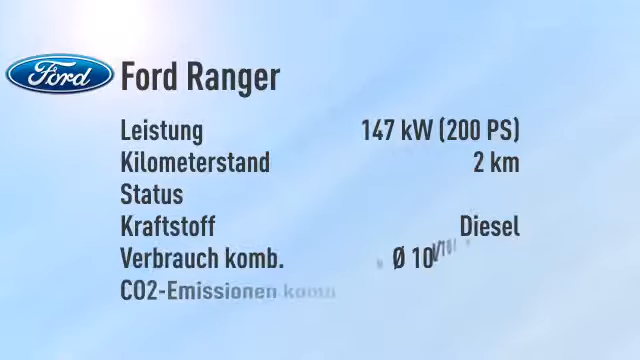 Ford
Ford Ranger
Leistung 147 kW (200 PS)
Kilometerstand 2 km
Status
Kraftstoff Diesel
Verbrauch komb. Ø 10
CO2-Emissionen komb